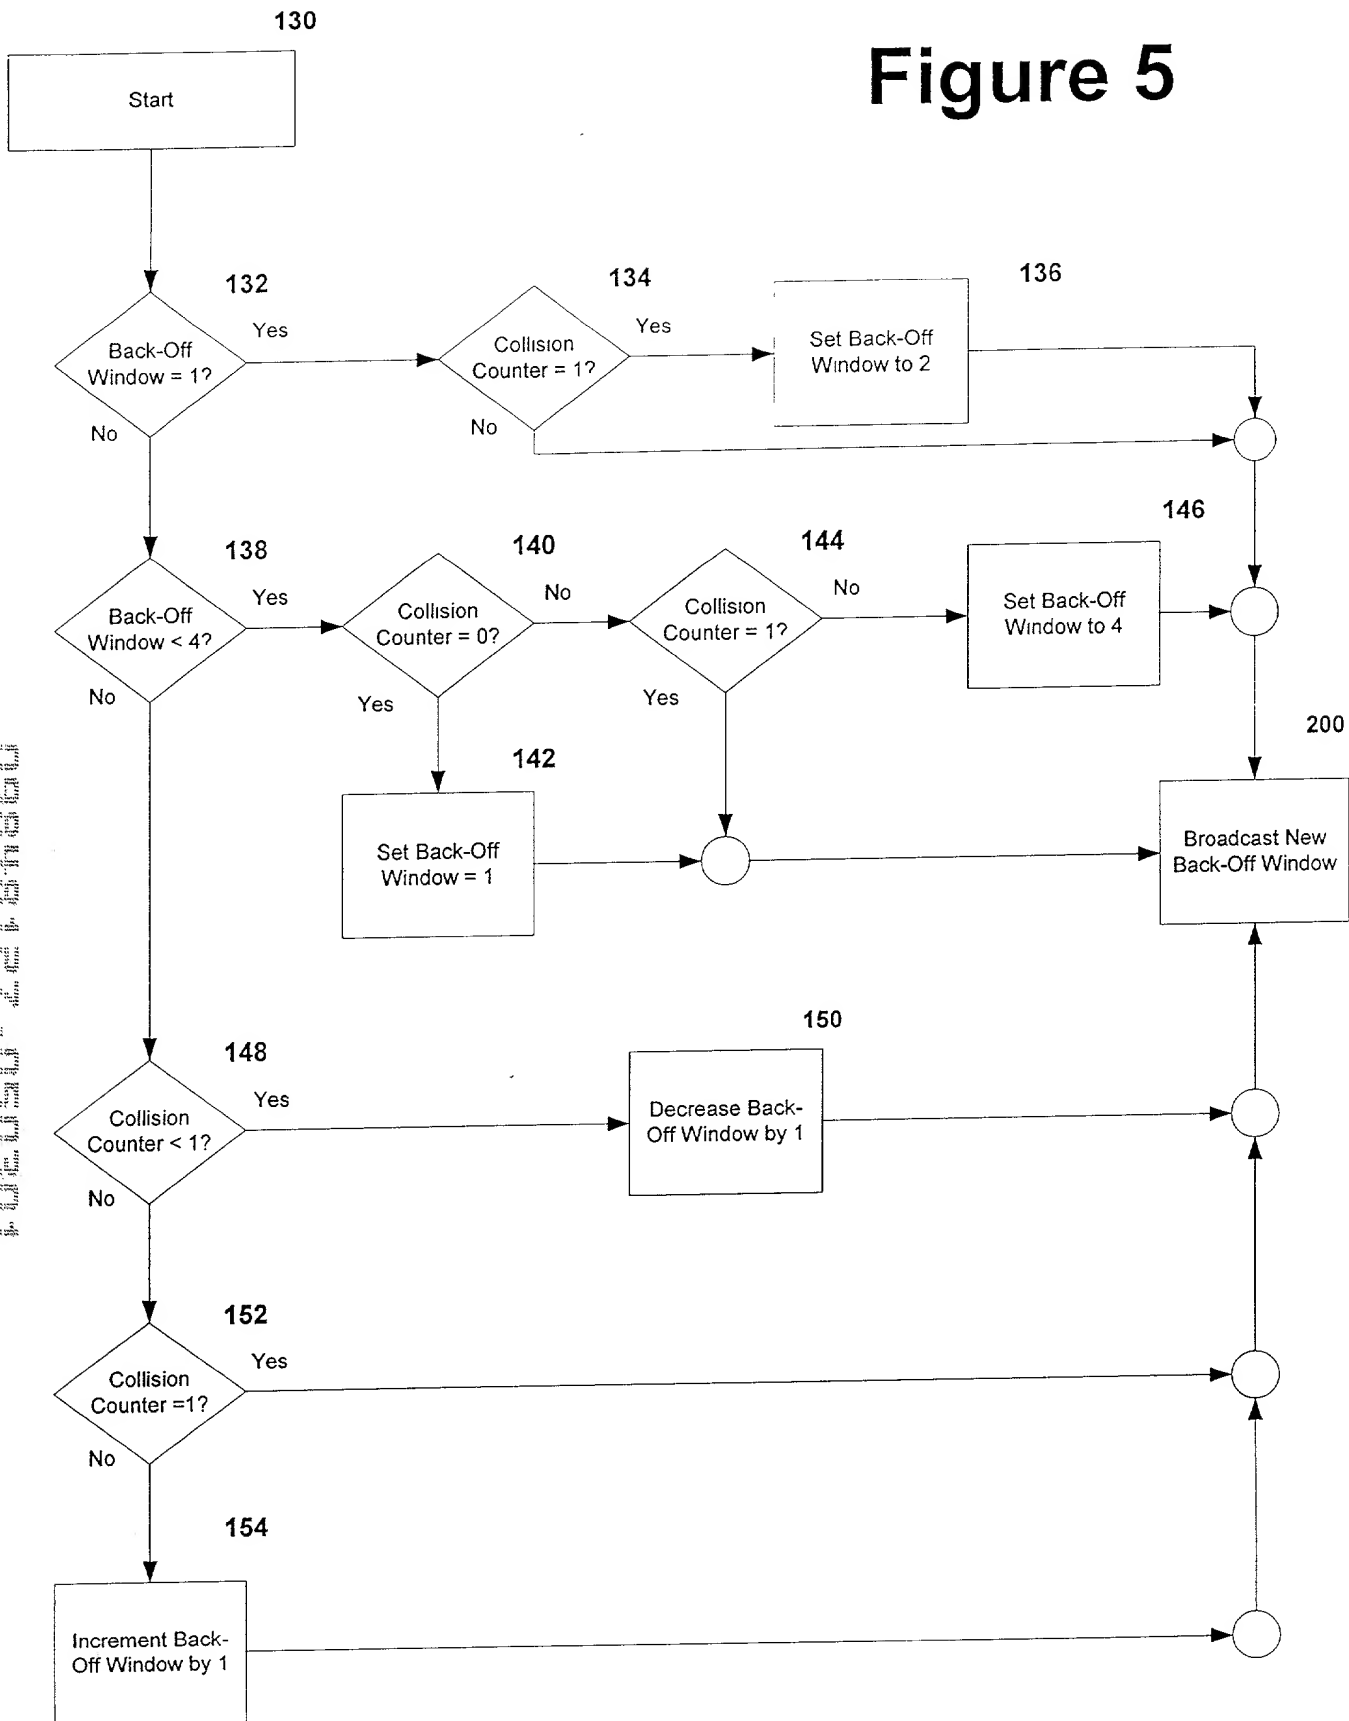 130
Figure 5
Start
132
134
136
Yes
Yes
Back-Off
Window = 1?
Collision
Counter = 1?
Set Back-Off
Window to 2
No
No
138
140
144
146
Yes
No
No
Back-Off
Window < 4?
Collision
Counter = 0?
Collision
Counter = 1?
Set Back-Off
Window to 4
No
Yes
Yes
200
142
Set Back-Off
Window = 1
Broadcast New
Back-Off Window
148
150
Yes
Collision
Counter < 1?
Decrease Back-
Off Window by 1
No
152
Yes
Collision
Counter =1?
No
154
Increment Back-
Off Window by 1